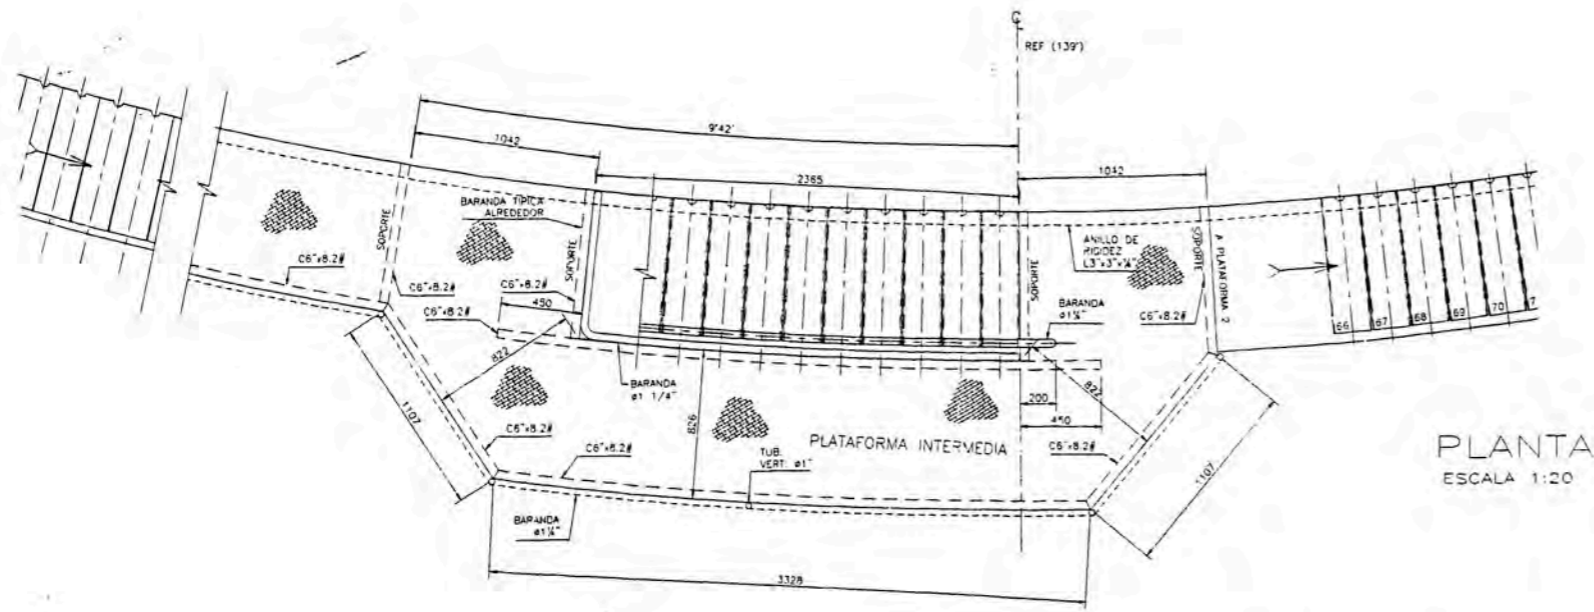 ℄
REF (139°)
9°42'
1042
2365
1042
BARANDA TIPICA
ALREDEDOR
SOPORTE
SOPORTE
SOPORTE
SOPORTE
A PLATAFORMA 2
ANILLO DE
RIGIDEZ
L3"x3"x¼"
C6"x8.2#
C6"x8.2#
C6"x8.2#
450
C6"x8.2#
BARANDA
ø1¼"
C6"x8.2#
66
67
68
69
70
7
822
822
BARANDA
ø1 1/4"
826
200
450
1107
C6"x8.2#
C6"x8.2#
PLATAFORMA INTERMEDIA
C6"x8.2#
TUB.
VERT: ø1"
1107
BARANDA
ø1¼"
3328
PLANTA
ESCALA 1:20